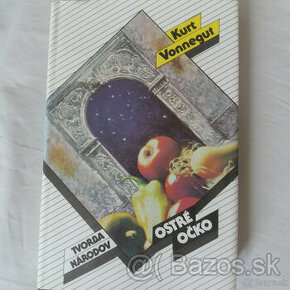 Kurt
Vonnegut
TVORBA
NÁRODOV
OSTRÉ
OČKO
@Bazos.sk